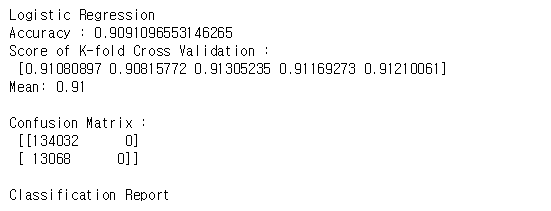 Logistic Regression
Accuracy : 0.9091096553146265
Score of K-fold Cross Validation :
[0.91080897 0.90815772 0.91305235 0.91169273 0.91210061]
Mean: 0.91
Confusion Matrix :
[[134032 0]
[ 13068 0]]
Classification Report